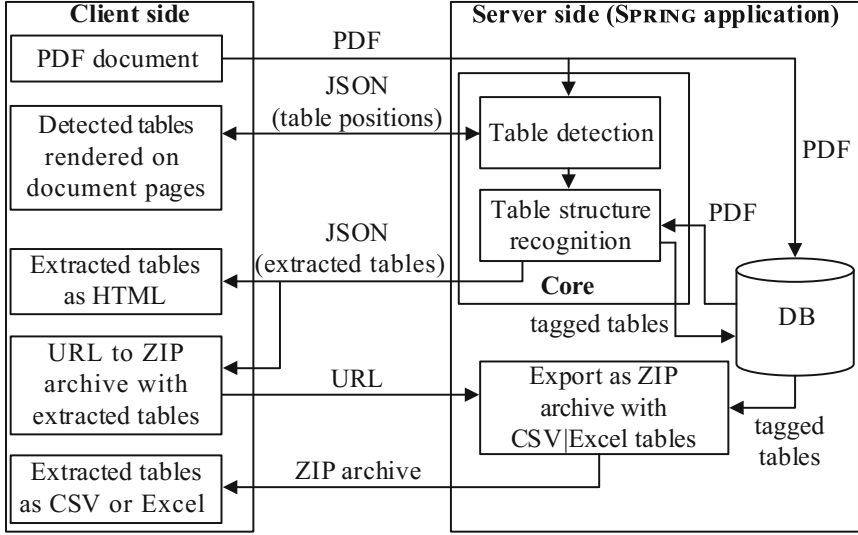 Client side
PDF document
Detected tables
rendered on
document pages
Extracted tables
as HTML
URL to ZIP
archive with
extracted tables
Extracted tables
as CSV or Excel
PDF
JSON
(table positions)
JSON
(extracted tables)
URL
ZIP archive
Server side (SPRING application)
Table detection
Table structure
recognition
Core
PDF
PDF
tagged tables
DB
Export as ZIP
archive with
CSV|Excel tables
tagged
tables